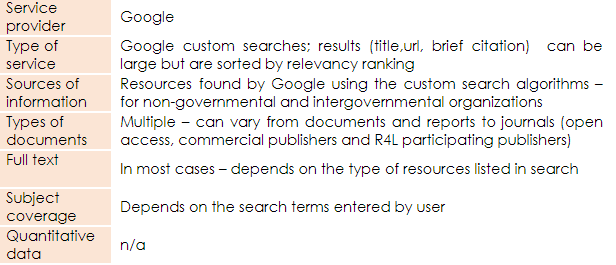 Service
provider
Google
Type of
service
Google custom searches; results (title,url, brief citation) can be
large but are sorted by relevancy ranking
Sources of
information
Resources found by Google using the custom search algorithms –
for non-governmental and intergovernmental organizations
Types of
documents
Multiple – can vary from documents and reports to journals (open
access, commercial publishers and R4L participating publishers)
Full text
In most cases – depends on the type of resources listed in search
Subject
coverage
Depends on the search terms entered by user
Quantitative
data
n/a